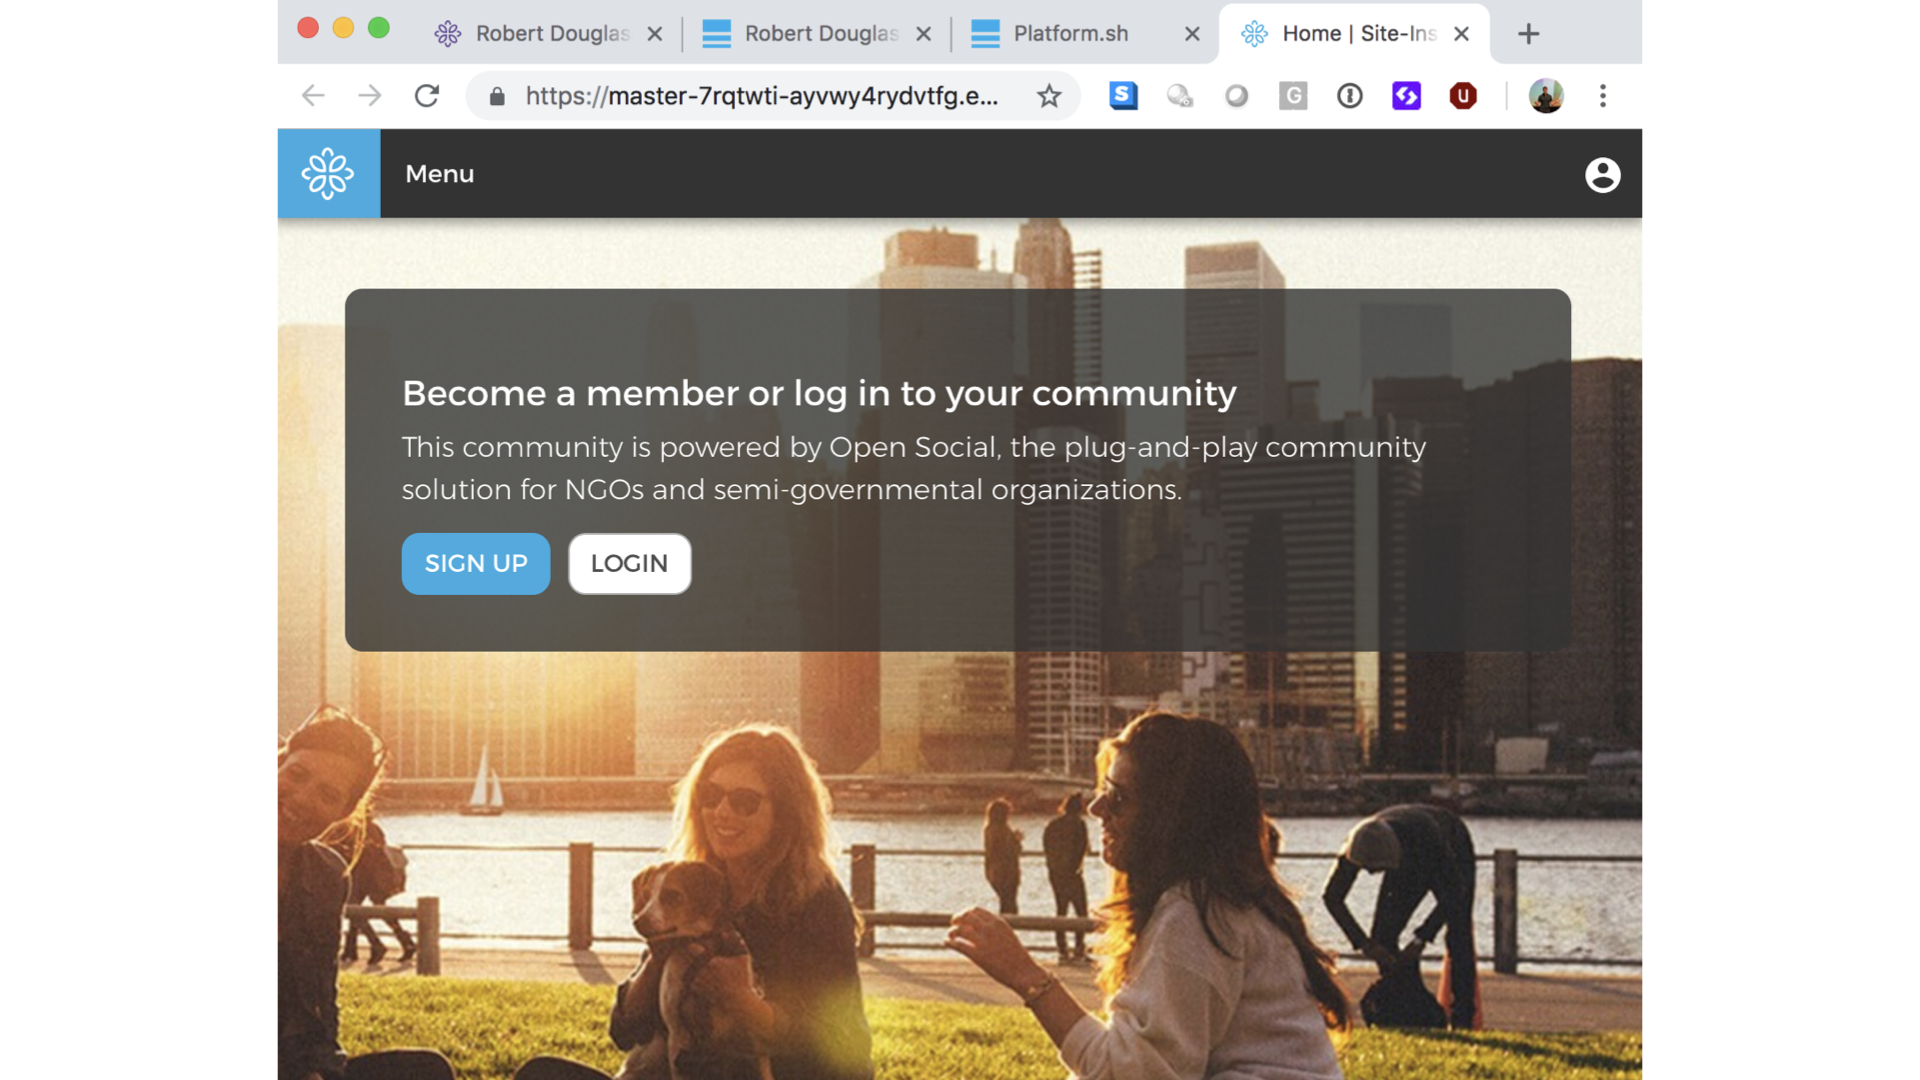 Robert Douglas
Robert Douglas
Platform.sh
Home | Site-Ins
https://master-7rqtwti-ayvwy4rydvtfg.e...
S
G
U
Menu
Become a member or log in to your community
This community is powered by Open Social, the plug-and-play community
solution for NGOs and semi-governmental organizations.
SIGN UP
LOGIN